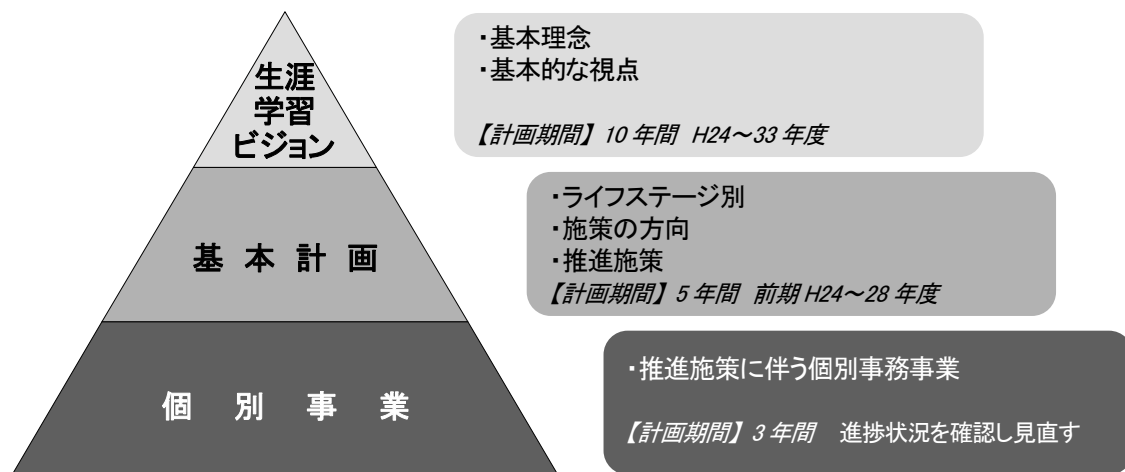 生涯
学習
ビジョン
・基本理念
・基本的な視点
【計画期間】 10 年間 H24～33 年度
基 本 計 画
・ライフステージ別
・施策の方向
・推進施策
【計画期間】 5 年間 前期 H24～28 年度
個 別 事 業
・推進施策に伴う個別事務事業
【計画期間】 3 年間 進捗状況を確認し見直す